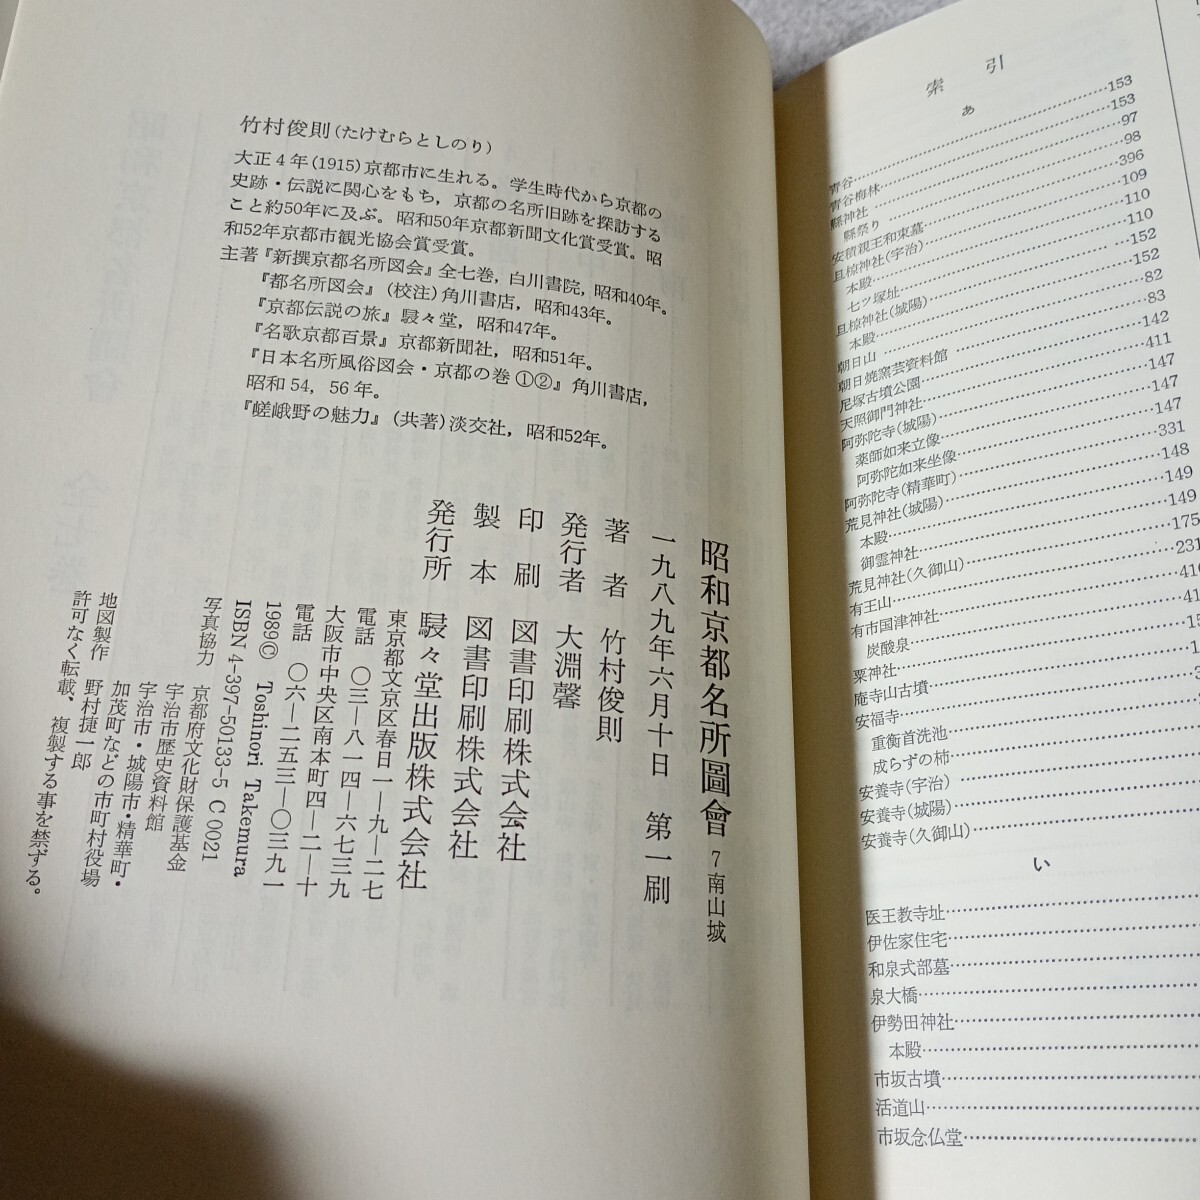 竹村俊則(たけむらとしのり)
大正4年(1915)京都市に生れる。学生時代から京都の
史跡・伝説に関心をもち，京都の名所旧跡を探訪する
こと約50年に及ぶ。昭和50年京都新聞文化賞受賞。昭
和52年京都市観光協会賞受賞。
主著『新撰京都名所図会』全七巻，白川書院，昭和40年。
『都名所図会』(校注)角川書店，昭和43年。
『京都伝説の旅』駸々堂，昭和47年。
『名歌京都百景』京都新聞社，昭和51年。
『日本名所風俗図会・京都の巻①②』角川書店，
昭和54，56年。
『嵯峨野の魅力』(共著)淡交社，昭和52年。
昭和京都名所圖會 7南山城
一九八九年六月十日 第一刷
著者 竹村俊則
発行者 大淵馨
印刷 図書印刷株式会社
製本 図書印刷株式会社
発行所 駸々堂出版株式会社
東京都文京区春日一—九—二七
電話 〇三—八一四—六七三九
大阪市中央区南本町四—二—十
電話 〇六—二五三—〇三九一
1989© Toshinori Takemura
ISBN 4-397-50133-5 C 0021
写真協力 京都府文化財保護基金
宇治市歴史資料館
宇治市・城陽市・精華町・
加茂町などの市町村役場
地図製作 野村捷一郎
許可なく転載、複製する事を禁ずる。
索引
あ
青谷……153
青谷梅林……153
縣神社……97
縣祭り……98
安積親王和束墓……396
旦椋神社(宇治)……109
本殿……110
七ツ塚址……110
旦椋神社(城陽)……152
本殿……152
朝日山……82
朝日焼窯芸資料館……83
尼塚古墳公園……142
天照御門神社……411
阿弥陀寺(城陽)……147
薬師如来立像……147
阿弥陀如来坐像……147
阿弥陀寺(精華町)……331
荒見神社(城陽)……148
本殿……149
御霊神社……149
荒見神社(久御山)……175
有王山……231
有市国津神社……
炭酸泉……
粟神社……
庵寺山古墳……
安福寺……
重衡首洗池……
成らずの柿……
安養寺(宇治)……
安養寺(城陽)……
安養寺(久御山)……
い
医王教寺址……
伊佐家住宅……
和泉式部墓……
泉大橋……
伊勢田神社……
本殿……
市坂古墳……
活道山……
市坂念仏堂……